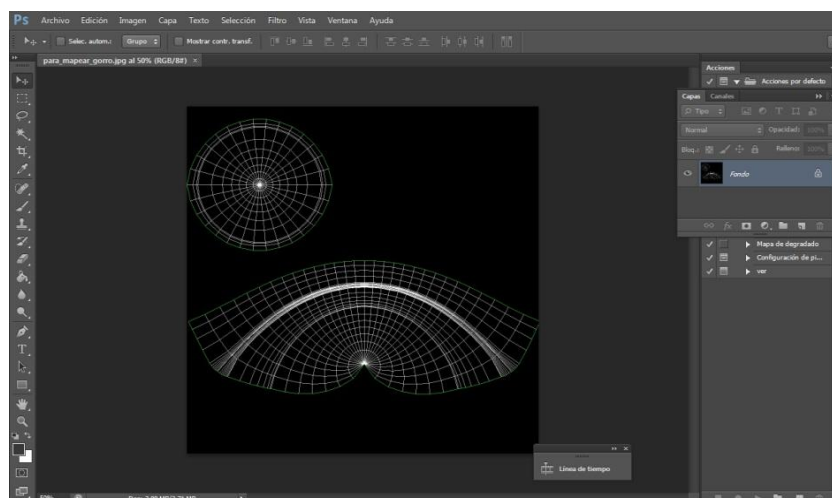 Ps Archivo Edición Imagen Capa Texto Selección Filtro Vista Ventana Ayuda
Selec. autom.: Grupo Mostrar contr. transf.
para_mapear_gorro.jpg al 50% (RGB/8#) ×
Acciones
Acciones por defecto
Capas Canales
Tipo
Normal Opacidad: 100%
Bloq.: Relleno: 100%
Fondo
fx
Mapa de degradado
Configuración de pi...
ver
Línea de tiempo
50%